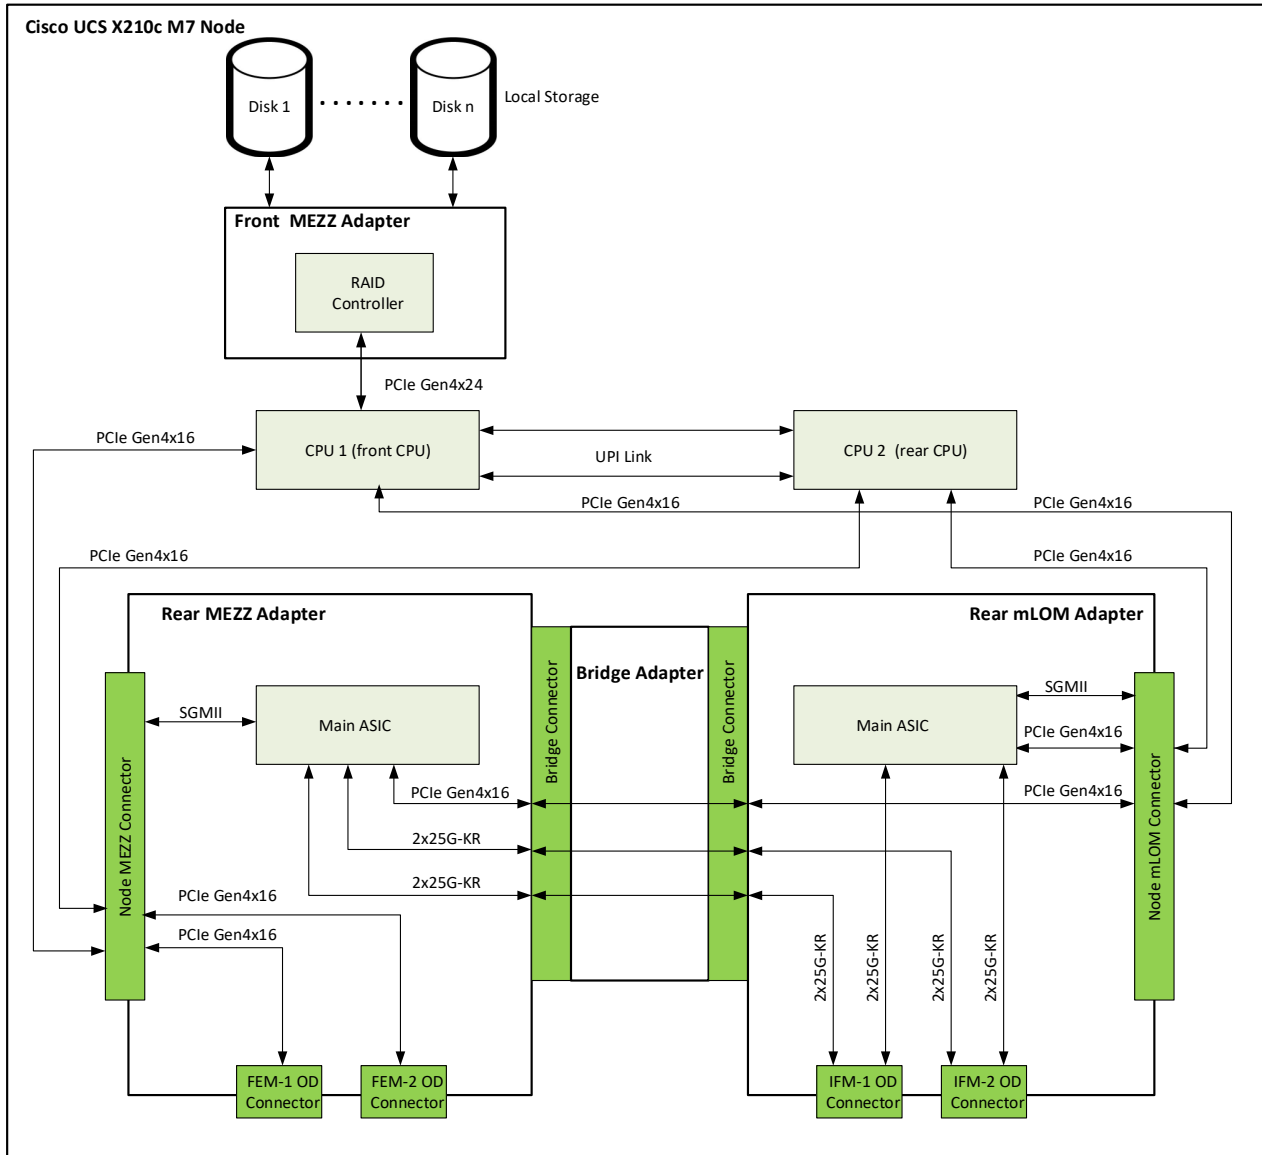 Cisco UCS X210c M7 Node
Disk 1
Disk n
Local Storage
Front MEZZ Adapter
RAID
Controller
PCIe Gen4x24
PCIe Gen4x16
CPU 1 (front CPU)
UPI Link
CPU 2 (rear CPU)
PCIe Gen4x16
PCIe Gen4x16
PCIe Gen4x16
PCIe Gen4x16
Rear MEZZ Adapter
Rear mLOM Adapter
Bridge Adapter
Bridge Connector
Bridge Connector
SGMII
Main ASIC
Main ASIC
SGMII
PCIe Gen4x16
PCIe Gen4x16
PCIe Gen4x16
2x25G-KR
2x25G-KR
Node MEZZ Connector
Node mLOM Connector
PCIe Gen4x16
PCIe Gen4x16
2x25G-KR
2x25G-KR
2x25G-KR
2x25G-KR
FEM-1 OD
Connector
FEM-2 OD
Connector
IFM-1 OD
Connector
IFM-2 OD
Connector